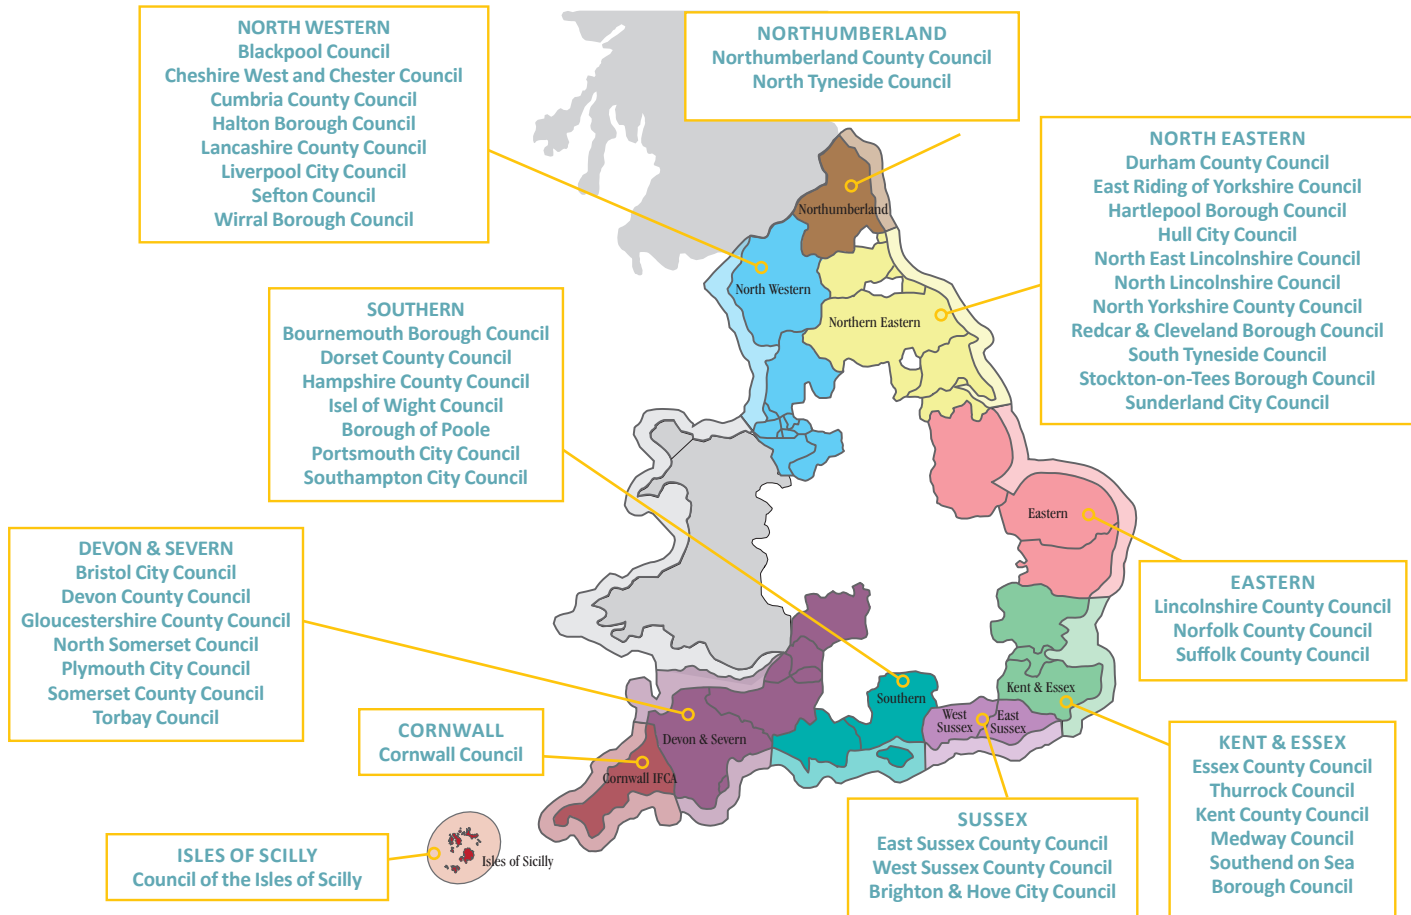 NORTH WESTERN
Blackpool Council
Cheshire West and Chester Council
Cumbria County Council
Halton Borough Council
Lancashire County Council
Liverpool City Council
Sefton Council
Wirral Borough Council
NORTHUMBERLAND
Northumberland County Council
North Tyneside Council
NORTH EASTERN
Durham County Council
East Riding of Yorkshire Council
Hartlepool Borough Council
Hull City Council
North East Lincolnshire Council
North Lincolnshire Council
North Yorkshire County Council
Redcar & Cleveland Borough Council
South Tyneside Council
Stockton-on-Tees Borough Council
Sunderland City Council
SOUTHERN
Bournemouth Borough Council
Dorset County Council
Hampshire County Council
Isel of Wight Council
Borough of Poole
Portsmouth City Council
Southampton City Council
Northumberland
North Western
Northern Eastern
Eastern
DEVON & SEVERN
Bristol City Council
Devon County Council
Gloucestershire County Council
North Somerset Council
Plymouth City Council
Somerset County Council
Torbay Council
EASTERN
Lincolnshire County Council
Norfolk County Council
Suffolk County Council
Kent & Essex
Southern
West
Sussex
East
Sussex
Devon & Severn
Cornwall IFCA
CORNWALL
Cornwall Council
KENT & ESSEX
Essex County Council
Thurrock Council
Kent County Council
Medway Council
Southend on Sea
Borough Council
SUSSEX
East Sussex County Council
West Sussex County Council
Brighton & Hove City Council
ISLES OF SCILLY
Council of the Isles of Scilly
Isles of Sicilly